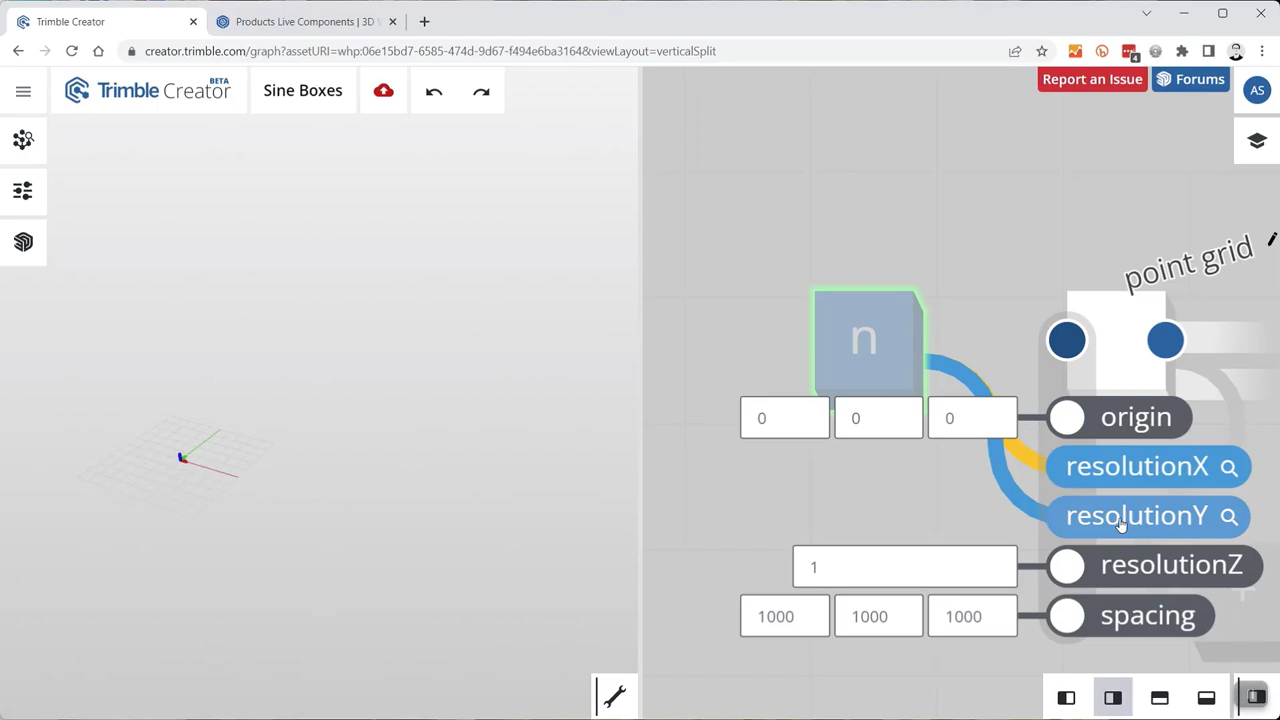 Trimble Creator
Products Live Components | 3D
creator.trimble.com/graph?assetURI=whp:06e15bd7-6585-474d-9d67-f494e6ba3164&viewLayout=verticalSplit
4
Trimble Creator BETA
Sine Boxes
Report an Issue
Forums
AS
point grid
n
0 0 0 origin
resolutionX
resolutionY
1 resolutionZ
1000 1000 1000 spacing